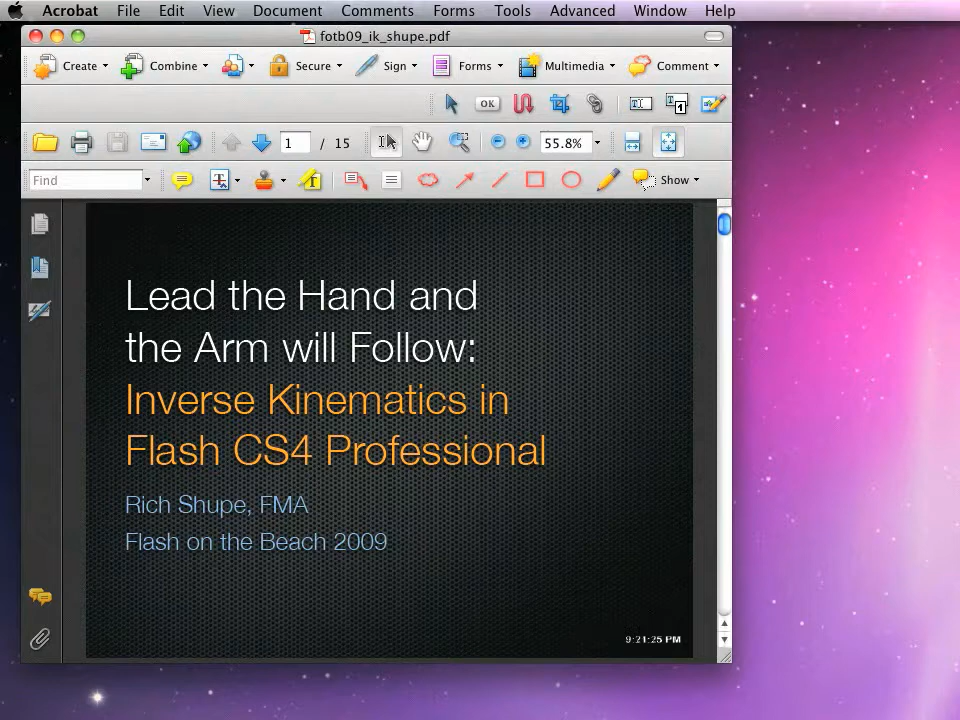 Acrobat File Edit View Document Comments Forms Tools Advanced Window Help
fotb09_ik_shupe.pdf
Create Combine Secure Sign Forms Multimedia Comment
OK T 1
1 / 15 55.8%
Find T T Show
Lead the Hand and
the Arm will Follow:
Inverse Kinematics in
Flash CS4 Professional
Rich Shupe, FMA
Flash on the Beach 2009
9:21:25 PM